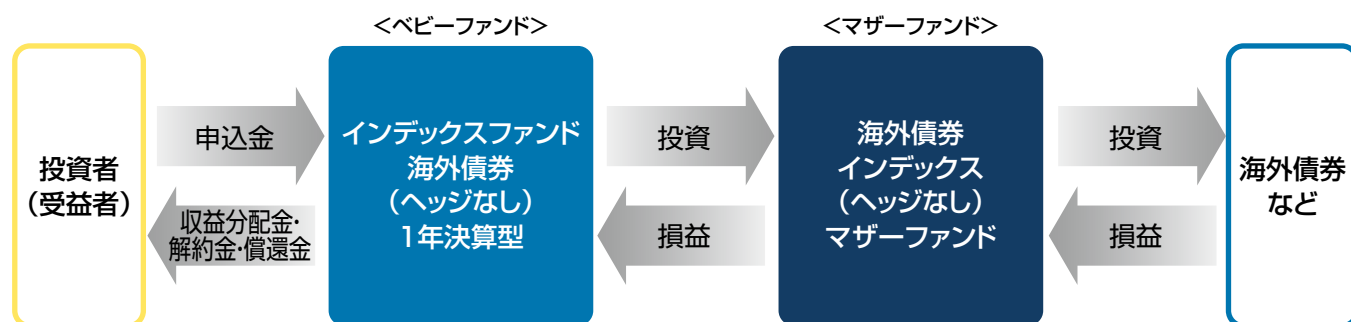 <ベビーファンド>
<マザーファンド>
投資者
(受益者)
申込金
収益分配金・
解約金・償還金
インデックスファンド
海外債券
(ヘッジなし)
1年決算型
投資
損益
海外債券
インデックス
(ヘッジなし)
マザーファンド
投資
損益
海外債券
など